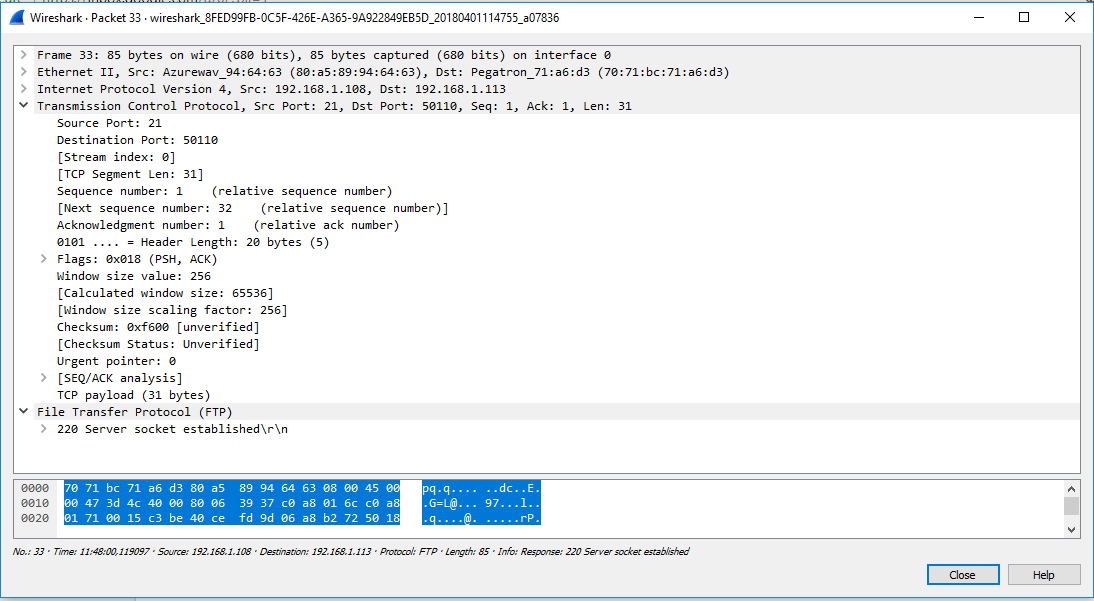 Wireshark · Packet 33 · wireshark_8FED99FB-0C5F-426E-A365-9A922849EB5D_20180401114755_a07836
Frame 33: 85 bytes on wire (680 bits), 85 bytes captured (680 bits) on interface 0
Ethernet II, Src: Azurewav_94:64:63 (80:a5:89:94:64:63), Dst: Pegatron_71:a6:d3 (70:71:bc:71:a6:d3)
Internet Protocol Version 4, Src: 192.168.1.108, Dst: 192.168.1.113
Transmission Control Protocol, Src Port: 21, Dst Port: 50110, Seq: 1, Ack: 1, Len: 31
Source Port: 21
Destination Port: 50110
[Stream index: 0]
[TCP Segment Len: 31]
Sequence number: 1    (relative sequence number)
[Next sequence number: 32    (relative sequence number)]
Acknowledgment number: 1    (relative ack number)
0101 .... = Header Length: 20 bytes (5)
Flags: 0x018 (PSH, ACK)
Window size value: 256
[Calculated window size: 65536]
[Window size scaling factor: 256]
Checksum: 0xf600 [unverified]
[Checksum Status: Unverified]
Urgent pointer: 0
[SEQ/ACK analysis]
TCP payload (31 bytes)
File Transfer Protocol (FTP)
220 Server socket established\r\n
0000  70 71 bc 71 a6 d3 80 a5  89 94 64 63 08 00 45 00   pq.q.... ..dc..E.
0010  00 47 3d 4c 40 00 80 06  39 37 c0 a8 01 6c c0 a8   .G=L@... 97...l..
0020  01 71 00 15 c3 be 40 ce  fd 9d 06 a8 b2 72 50 18   .q....@. .....rP.
No.: 33 · Time: 11:48:00,119097 · Source: 192.168.1.108 · Destination: 192.168.1.113 · Protocol: FTP · Length: 85 · Info: Response: 220 Server socket established
Close Help